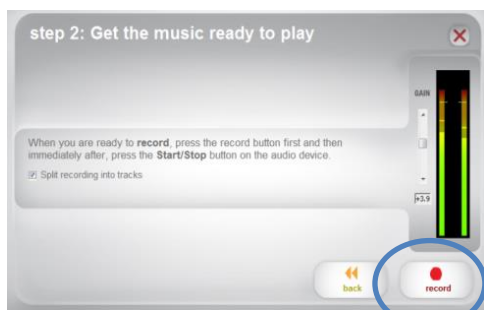 step 2: Get the music ready to play
GAIN
When you are ready to record, press the record button first and then
immediately after, press the Start/Stop button on the audio device.
Split recording into tracks
+3.9
back
record